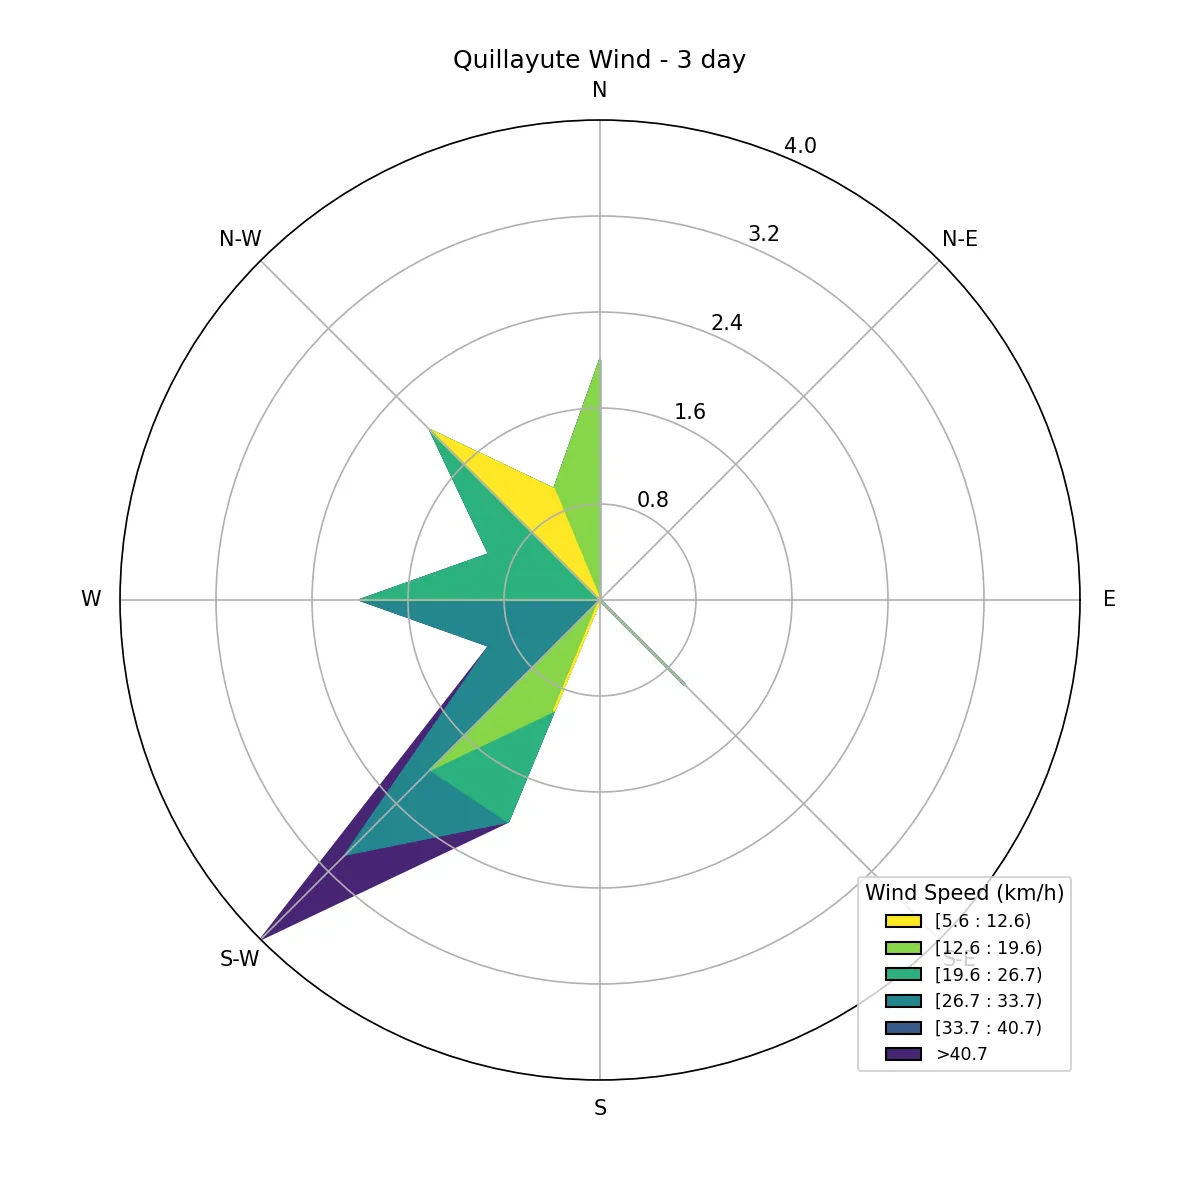 Quillayute Wind - 3 day
N
4.0
N-W
3.2
N-E
2.4
1.6
0.8
W
E
S-W
S-E
S
Wind Speed (km/h)
[5.6 : 12.6)
[12.6 : 19.6)
[19.6 : 26.7)
[26.7 : 33.7)
[33.7 : 40.7)
>40.7